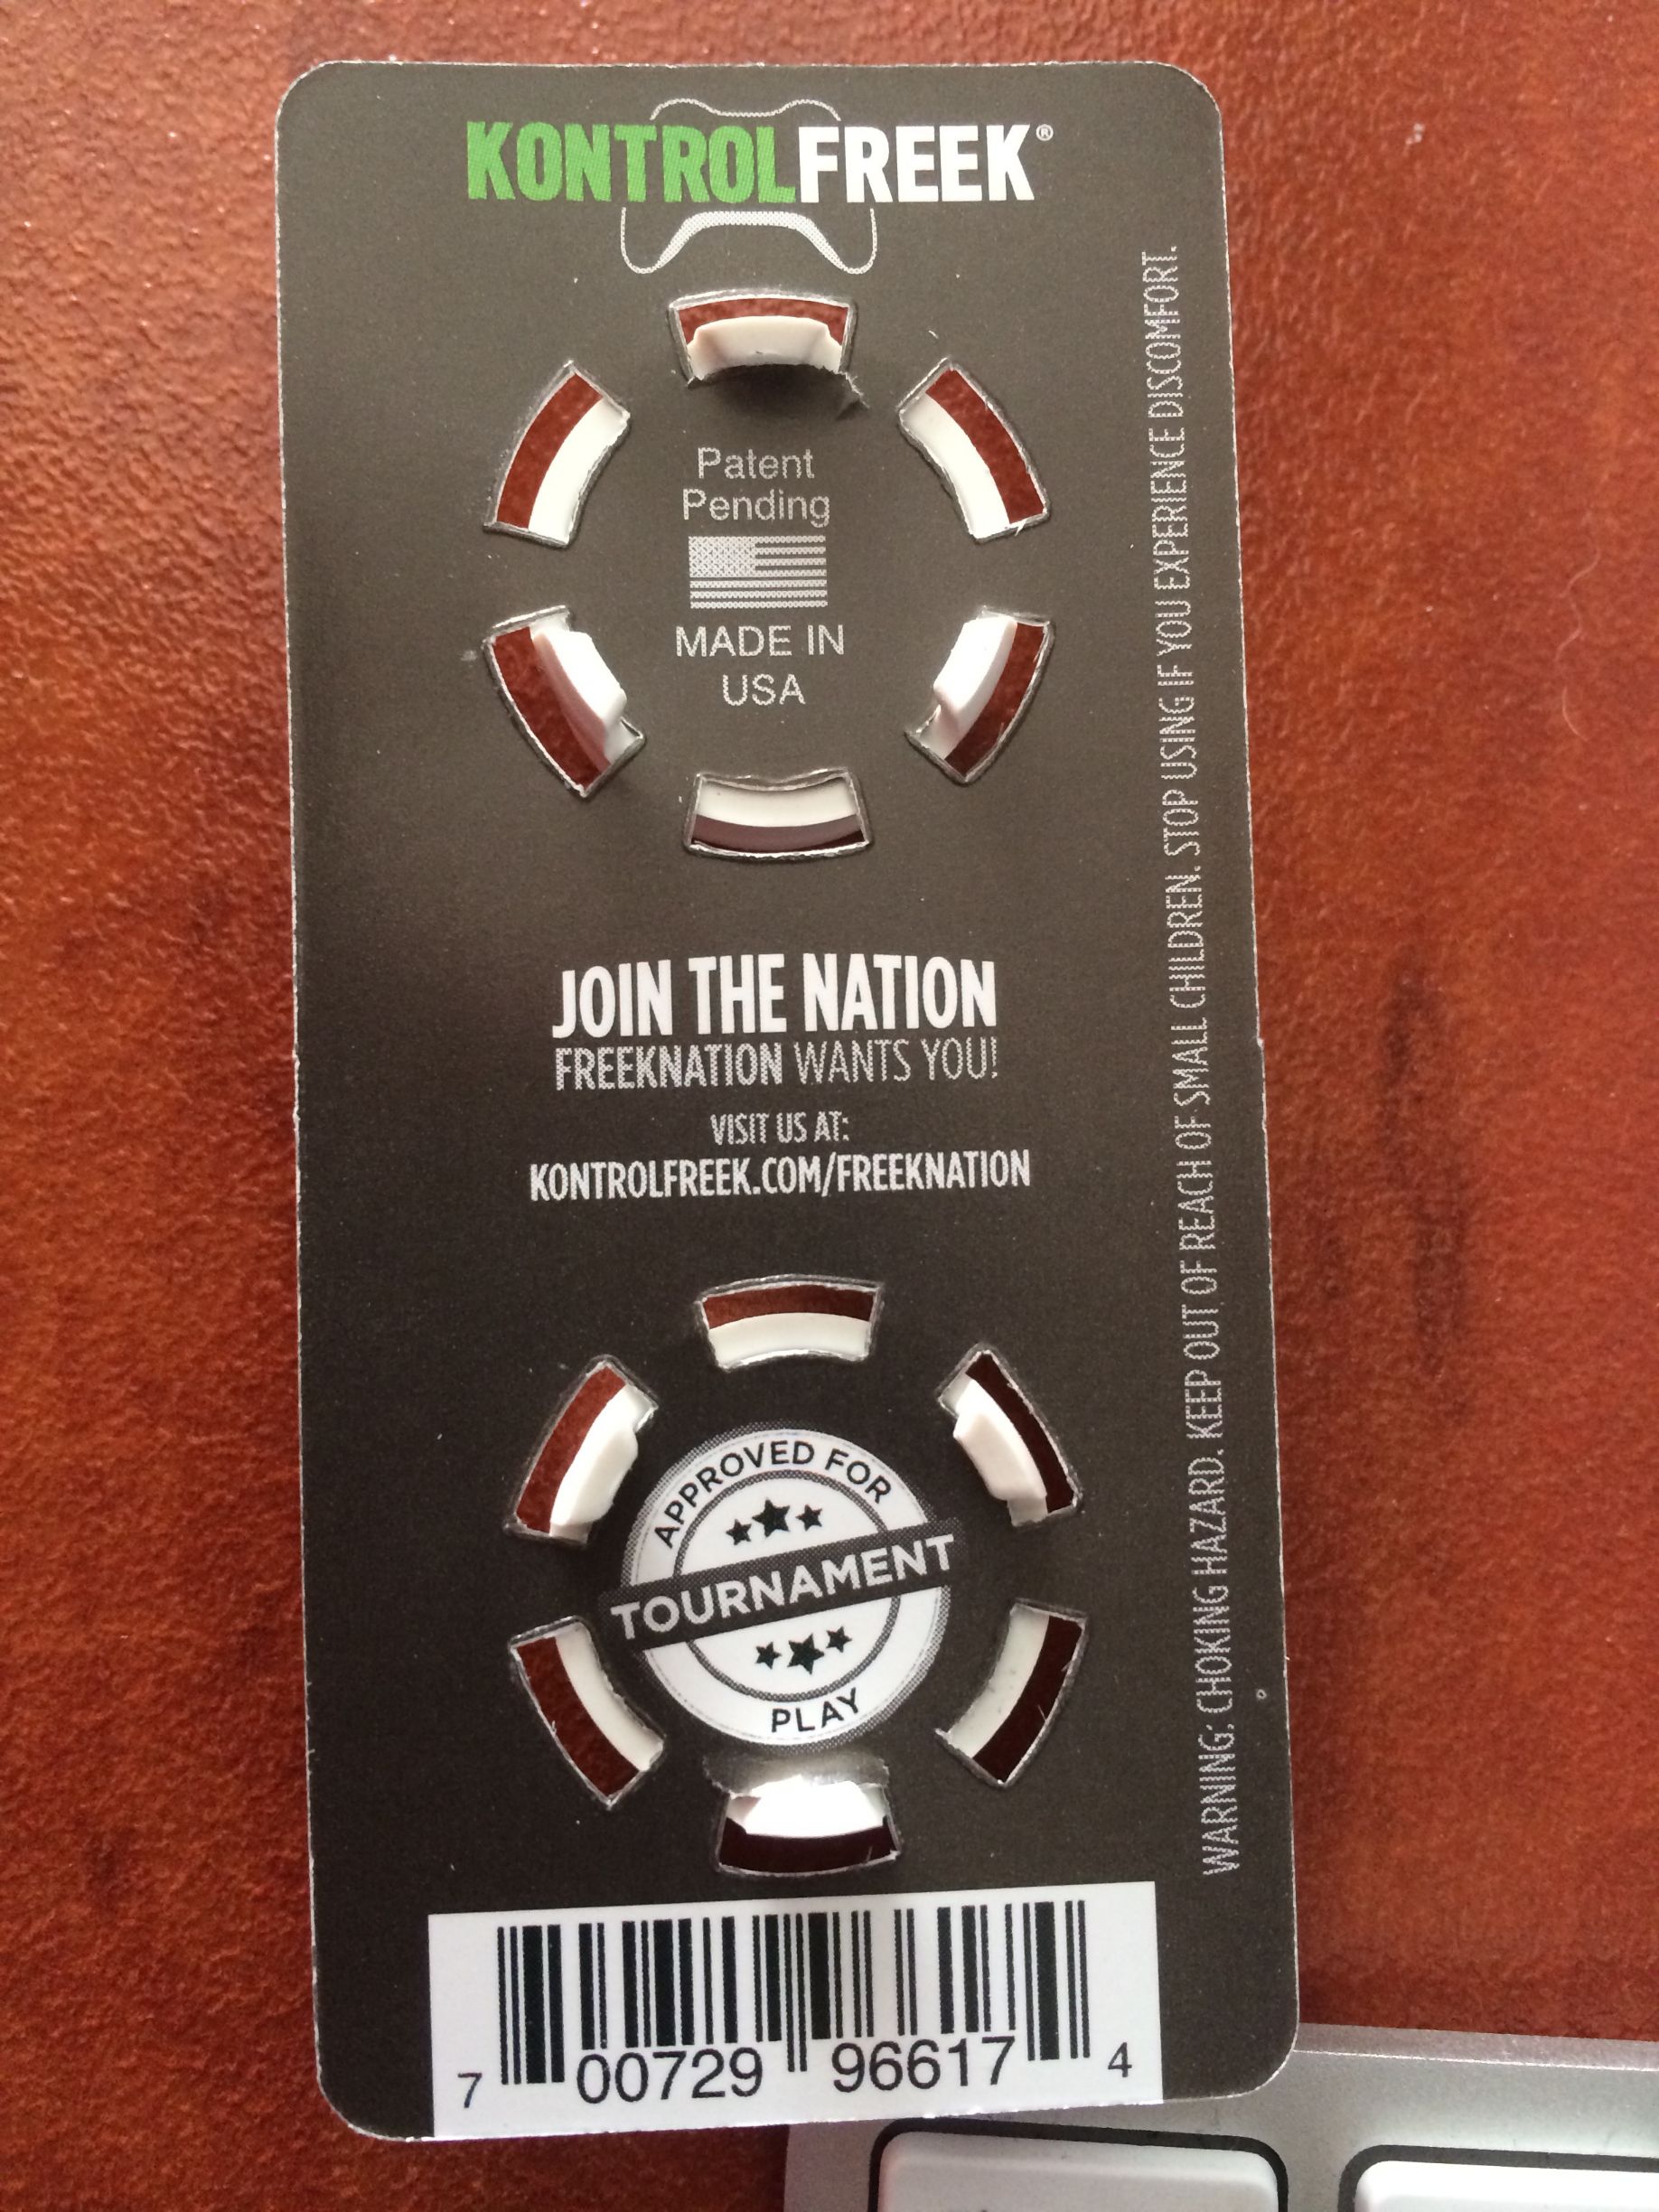 KONTROLFREEK®
Patent
Pending
MADE IN
USA
JOIN THE NATION
FREEKNATION WANTS YOU!
VISIT US AT:
KONTROLFREEK.COM/FREEKNATION
APPROVED FOR
TOURNAMENT
PLAY
WARNING: CHOKING HAZARD. KEEP OUT OF REACH OF SMALL CHILDREN. STOP USING IF YOU EXPERIENCE DISCOMFORT.
7 00729 96617 4